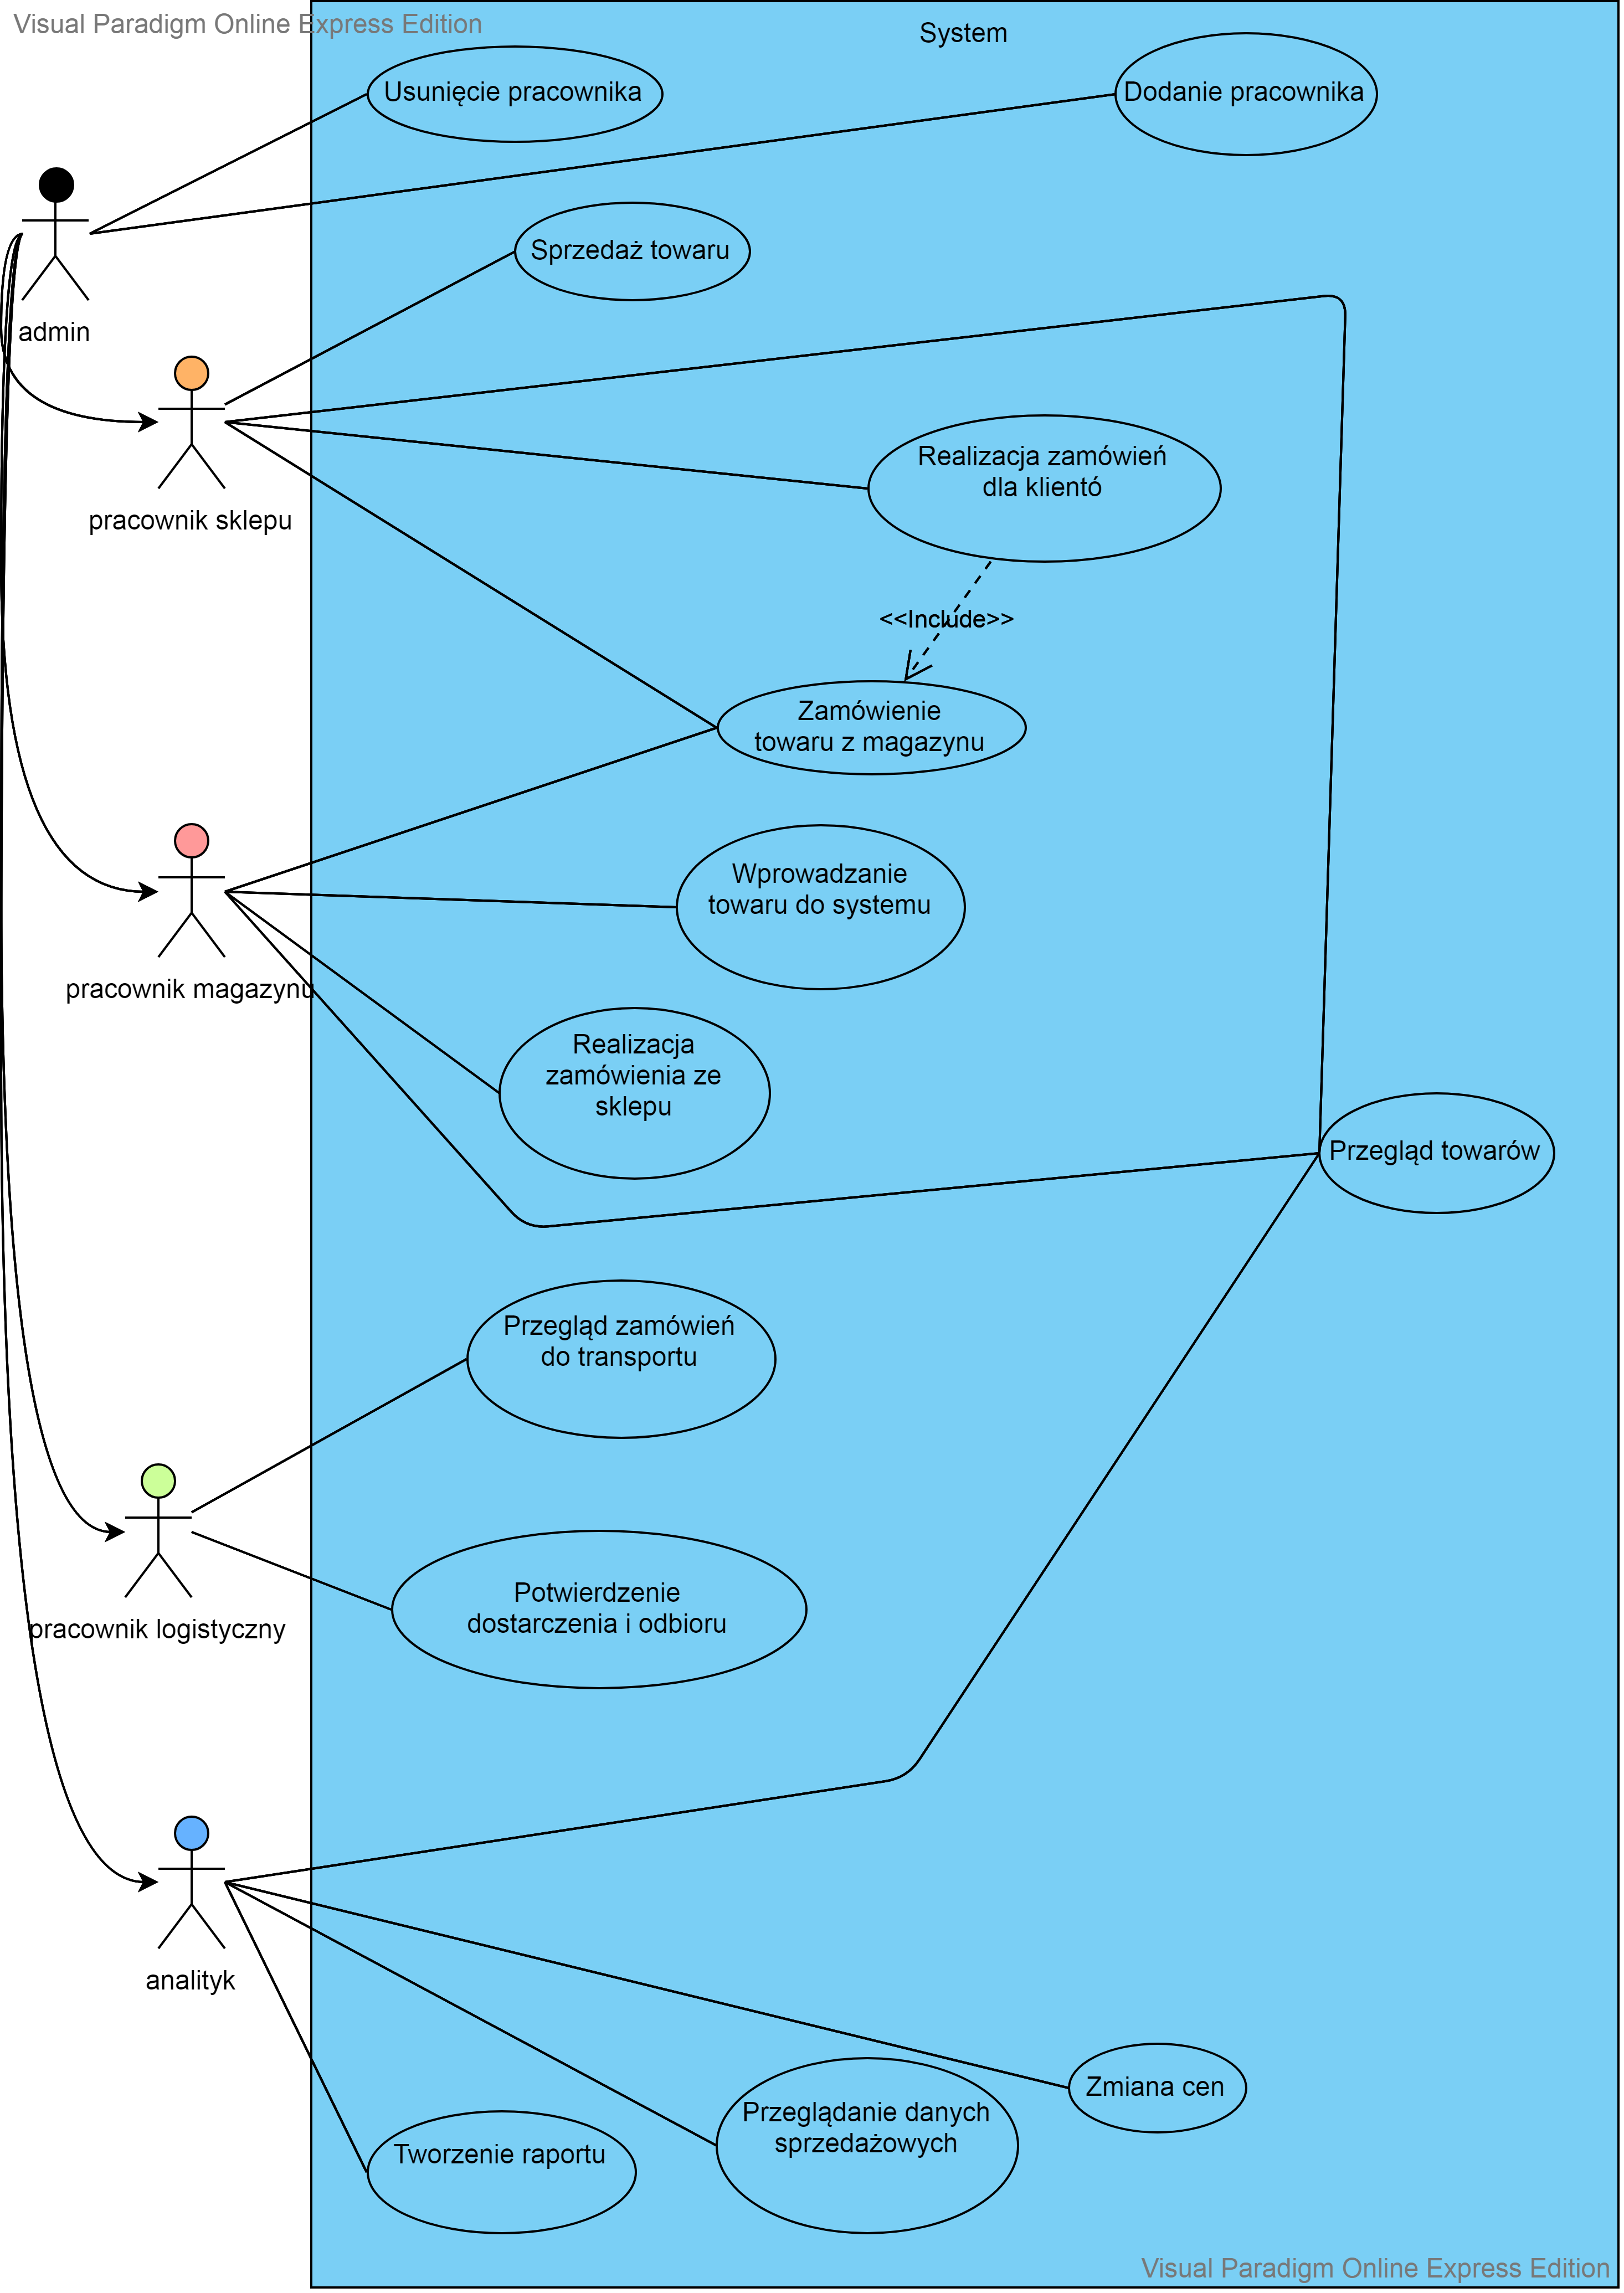 Visual Paradigm Online Express Edition
System
Usunięcie pracownika
Dodanie pracownika
Sprzedaż towaru
admin
Realizacja zamówień
dla klientó
pracownik sklepu
<<Include>>
Zamówienie
towaru z magazynu
Wprowadzanie
towaru do systemu
pracownik magazynu
Realizacja
zamówienia ze
sklepu
Przegląd towarów
Przegląd zamówień
do transportu
Potwierdzenie
dostarczenia i odbioru
pracownik logistyczny
analityk
Zmiana cen
Przeglądanie danych
sprzedażowych
Tworzenie raportu
Visual Paradigm Online Express Edition